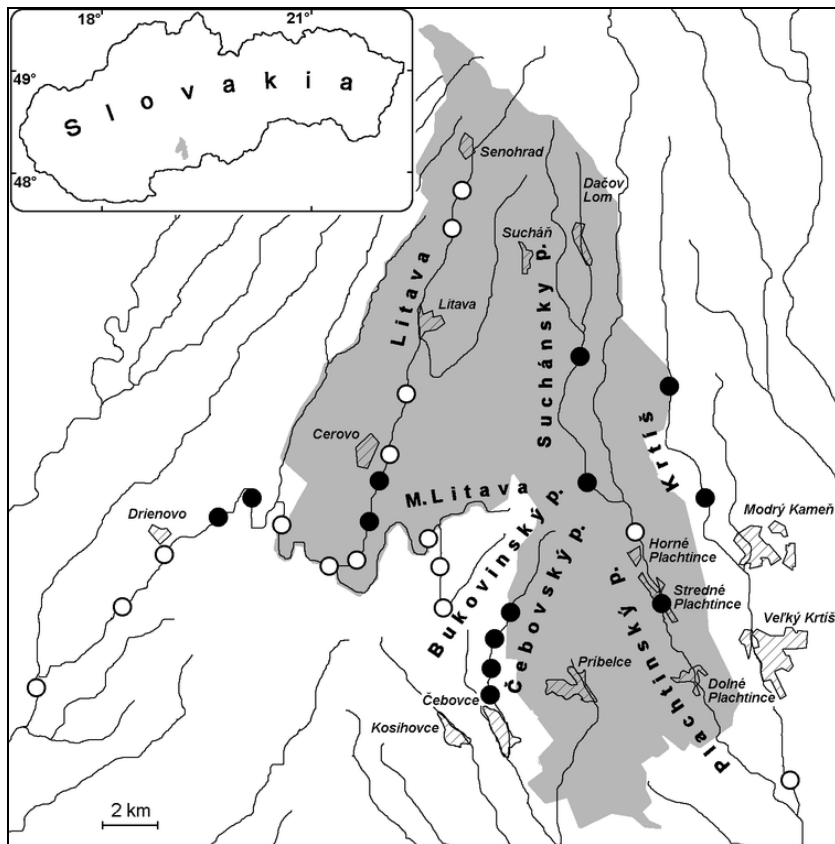 18°
21°
49°
Slovakia
48°
Senohrad
Dačov
Lom
Sucháň
Litava
Suchánsky p.
Litava
Krtíš
Cerovo
M.Litava
Drienovo
Modrý Kameň
Bukovinský p.
Čebovský p.
Horné
Plachtince
Stredné
Plachtince
Plachtinský p.
Veľký Krtíš
Príbelce
Dolné
Plachtince
Čebovce
Kosihovce
2 km